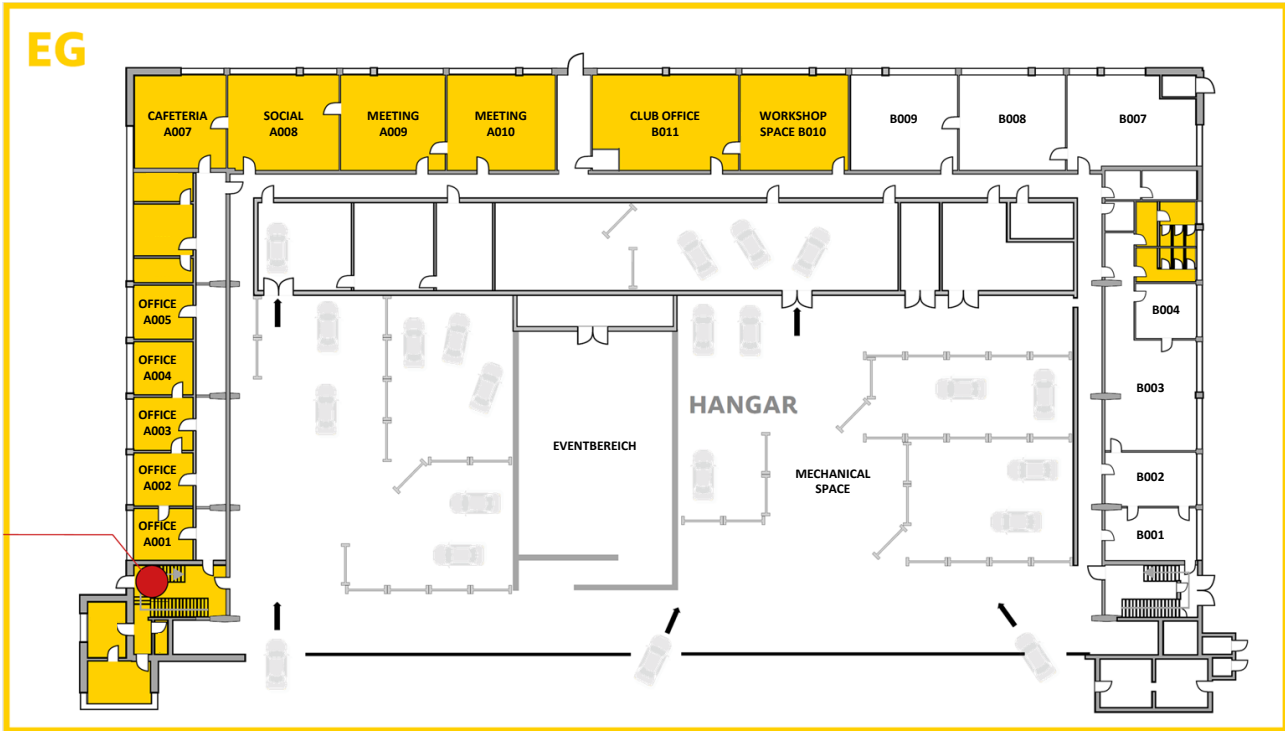 EG
CAFETERIA
A007
SOCIAL
A008
MEETING
A009
MEETING
A010
CLUB OFFICE
B011
WORKSHOP
SPACE B010
B009
B008
B007
OFFICE
A005
OFFICE
A004
OFFICE
A003
OFFICE
A002
OFFICE
A001
HANGAR
EVENTBEREICH
MECHANICAL
SPACE
B004
B003
B002
B001